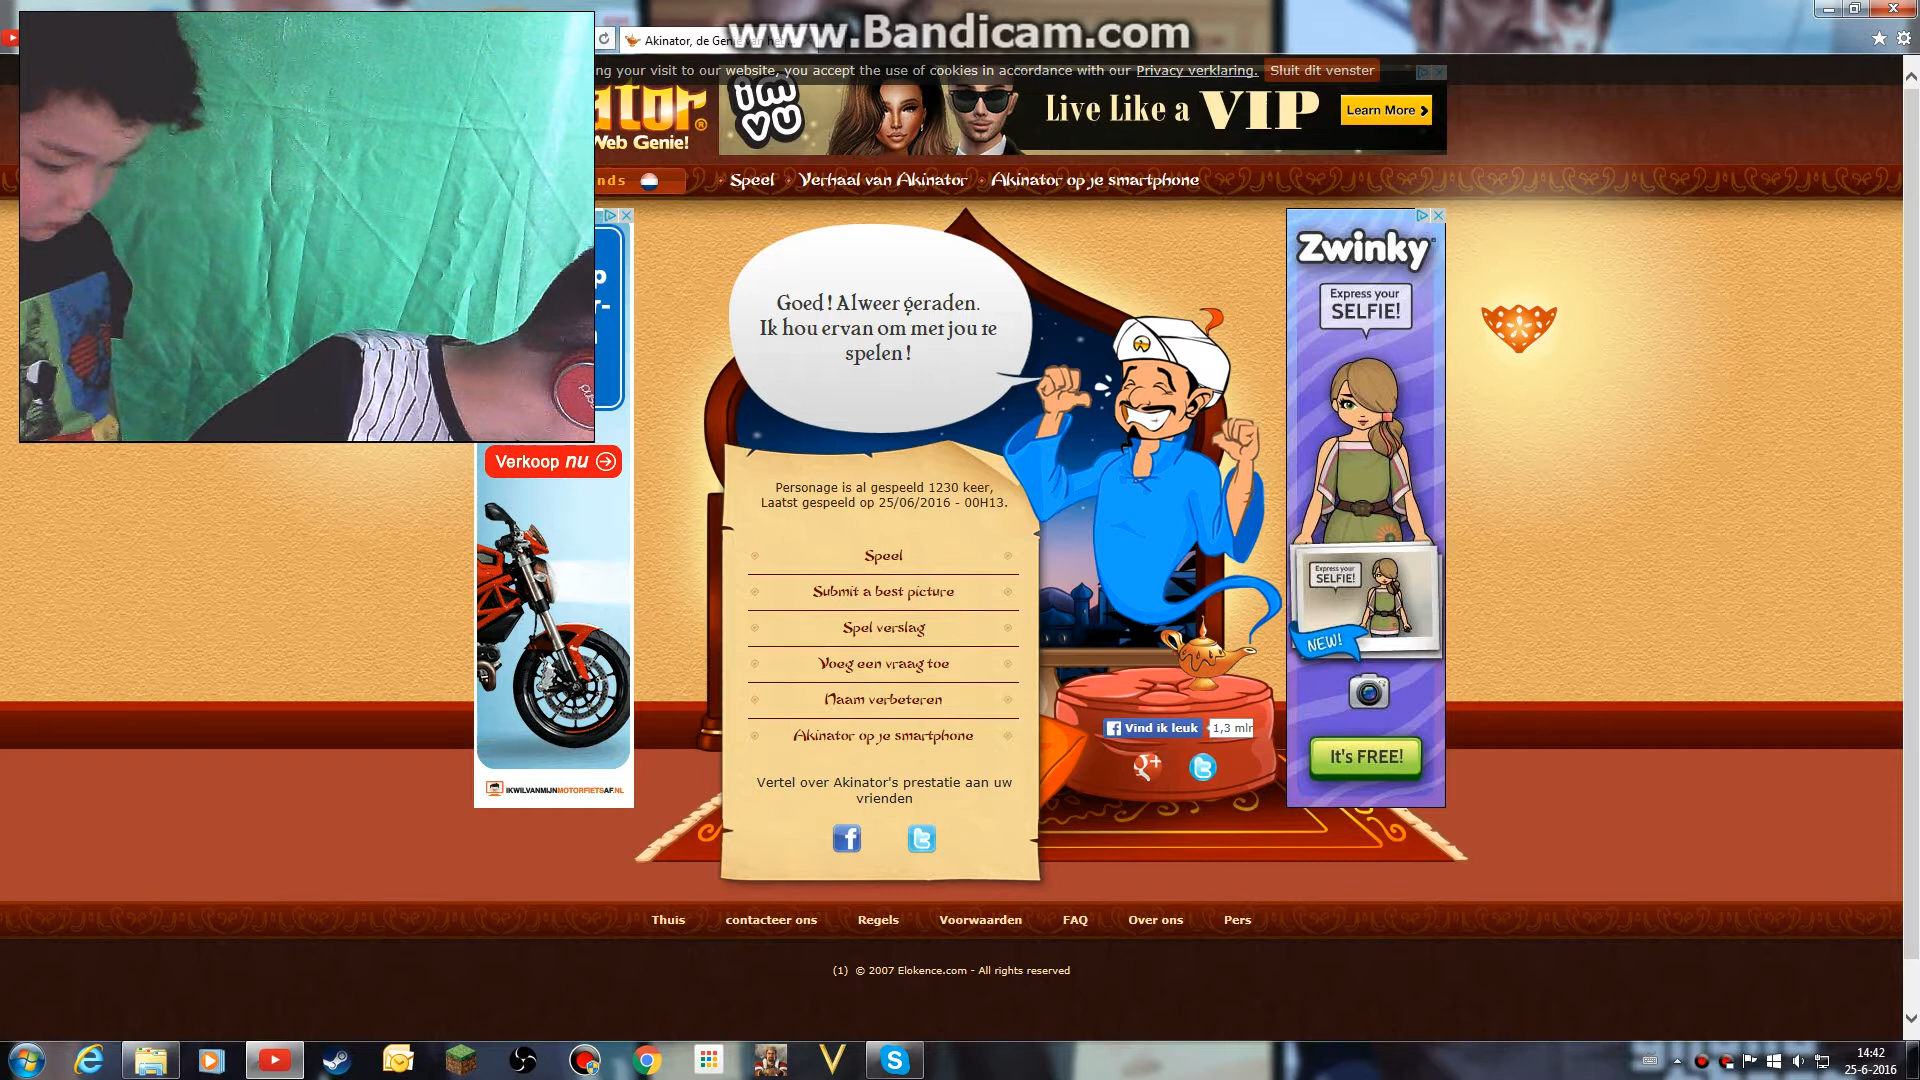 www.Bandicam.com
Akinator, de Ge
ng your visit to our website, you accept the use of cookies in accordance with our Privacy verklaring. Sluit dit venster
ator®
Web Genie!
imvu
Live Like a VIP
Learn More
nds
Speel
Verhaal van Akinator
Akinator op je smartphone
Goed ! Alweer geraden.
Ik hou ervan om met jou te
spelen !
Personage is al gespeeld 1230 keer,
Laatst gespeeld op 25/06/2016 - 00H13.
Speel
Submit a best picture
Spel verslag
Voeg een vraag toe
Naam verbeteren
Akinator op je smartphone
Vertel over Akinator's prestatie aan uw
vrienden
Verkoop nu
IKWILVANMIJNMOTORFIETSAF.NL
Zwinky
Express your
SELFIE!
Express your
SELFIE!
NEW!
It's FREE!
Vind ik leuk
1,3 mlr
Thuis
contacteer ons
Regels
Voorwaarden
FAQ
Over ons
Pers
(1) © 2007 Elokence.com - All rights reserved
14:42
25-6-2016